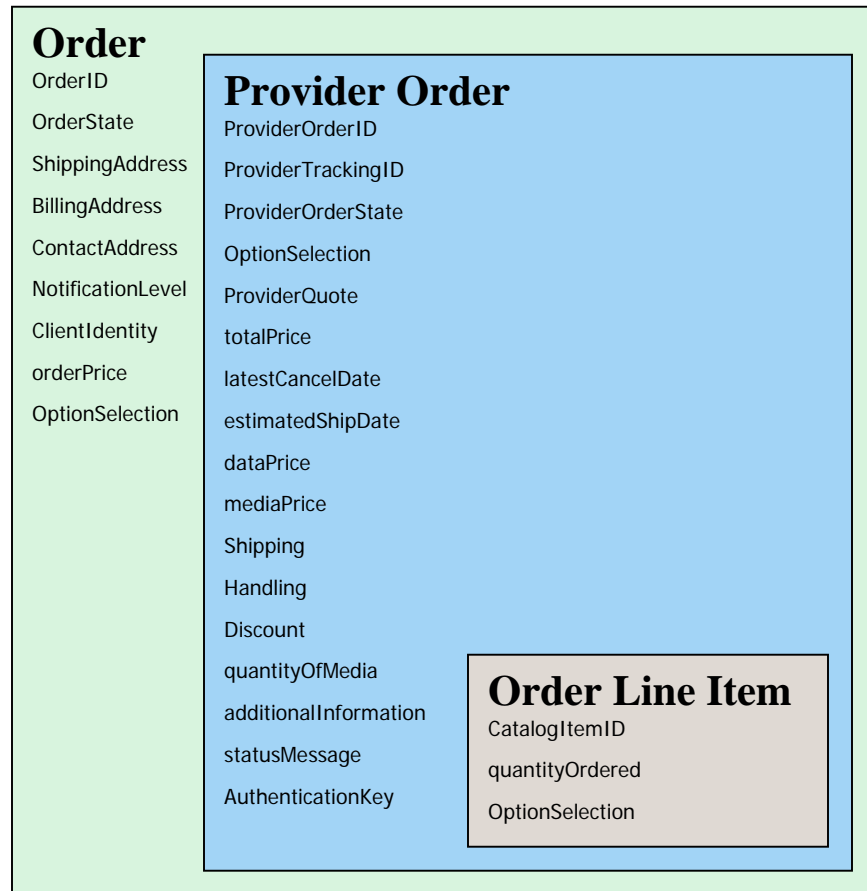 Order
OrderID
OrderState
ShippingAddress
BillingAddress
ContactAddress
NotificationLevel
ClientIdentity
orderPrice
OptionSelection
Provider Order
ProviderOrderID
ProviderTrackingID
ProviderOrderState
OptionSelection
ProviderQuote
totalPrice
latestCancelDate
estimatedShipDate
dataPrice
mediaPrice
Shipping
Handling
Discount
quantityOfMedia
additionalInformation
statusMessage
AuthenticationKey
Order Line Item
CatalogItemID
quantityOrdered
OptionSelection